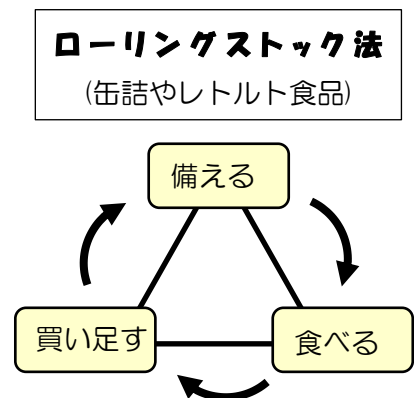 ローリングストック法
(缶詰やレトルト食品)
備える
買い足す
食べる